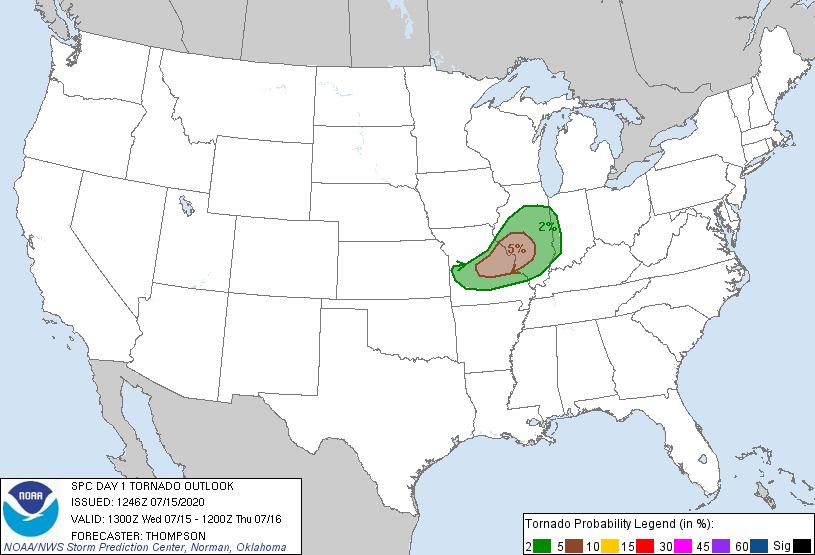 2%
5%
NOAA
SPC DAY 1 TORNADO OUTLOOK
ISSUED: 1246Z 07/15/2020
VALID: 1300Z Wed 07/15 - 1200Z Thu 07/16
FORECASTER: THOMPSON
NOAA/NWS Storm Prediction Center, Norman, Oklahoma
Tornado Probability Legend (in %):
2 5 10 15 30 45 60 Sig